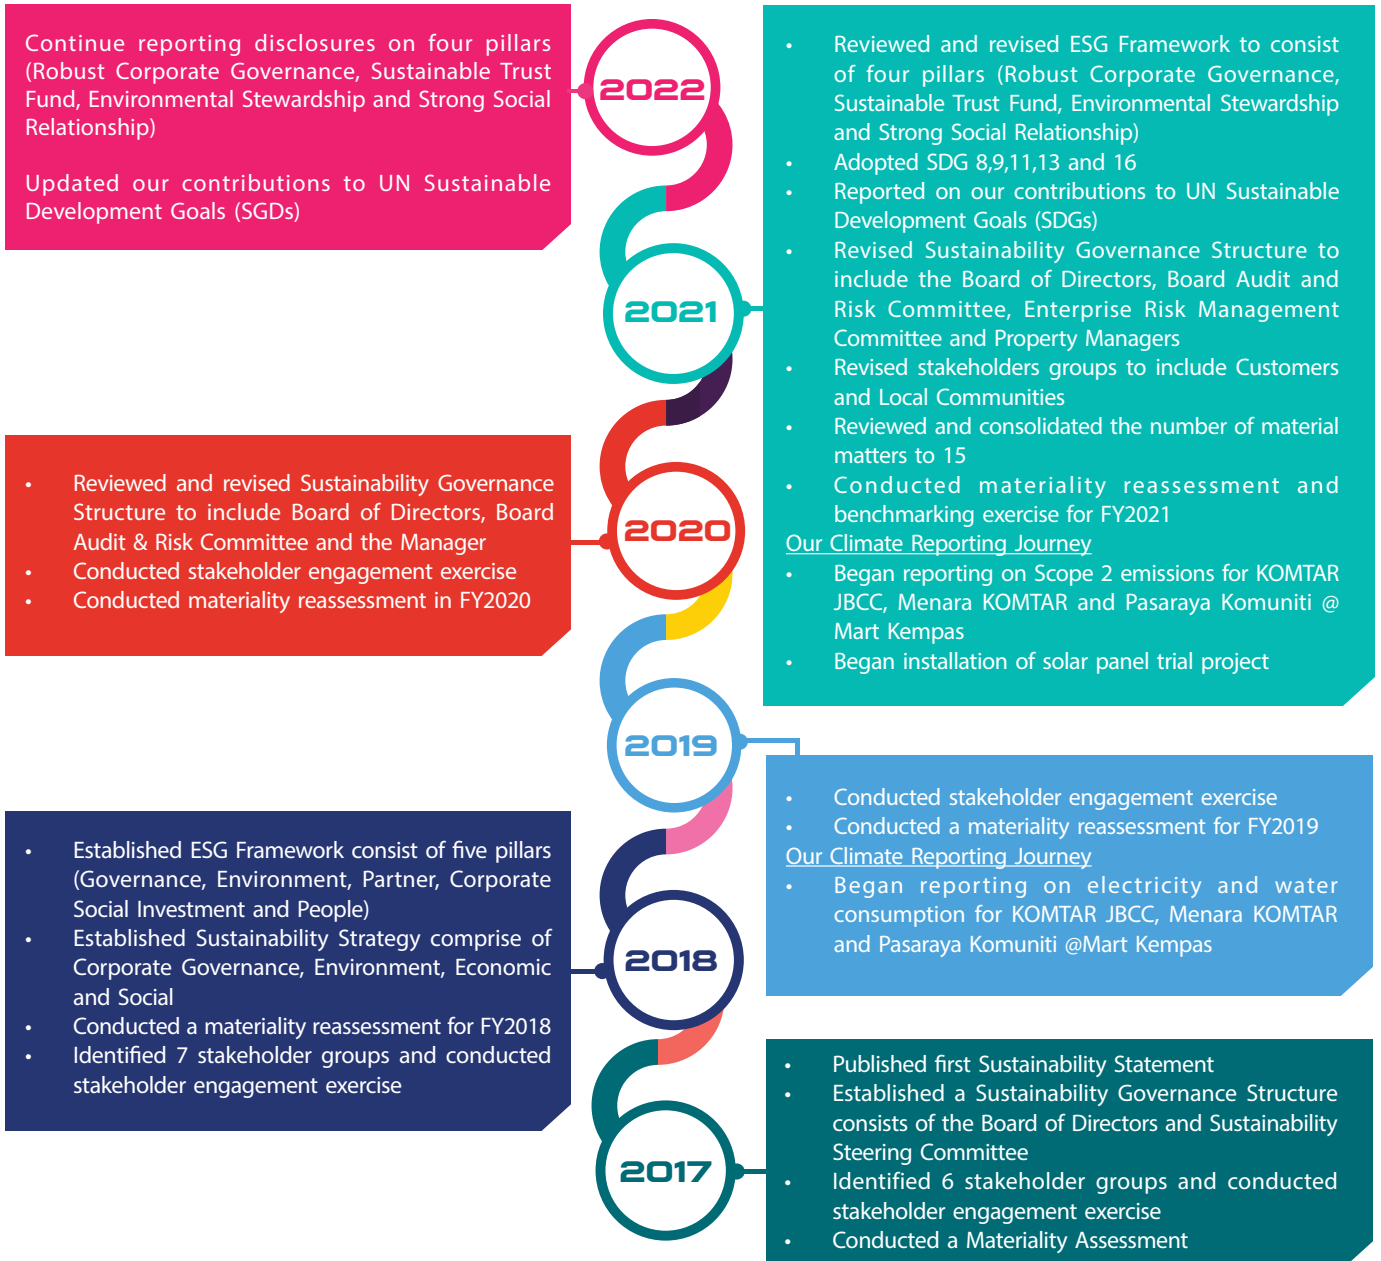 Continue reporting disclosures on four pillars
(Robust Corporate Governance, Sustainable Trust
Fund, Environmental Stewardship and Strong Social
Relationship)
Updated our contributions to UN Sustainable
Development Goals (SGDs)
2022
• Reviewed and revised ESG Framework to consist
of four pillars (Robust Corporate Governance,
Sustainable Trust Fund, Environmental Stewardship
and Strong Social Relationship)
• Adopted SDG 8,9,11,13 and 16
• Reported on our contributions to UN Sustainable
Development Goals (SDGs)
• Revised Sustainability Governance Structure to
include the Board of Directors, Board Audit and
Risk Committee, Enterprise Risk Management
Committee and Property Managers
• Revised stakeholders groups to include Customers
and Local Communities
• Reviewed and consolidated the number of material
matters to 15
• Conducted materiality reassessment and
benchmarking exercise for FY2021
Our Climate Reporting Journey
• Began reporting on Scope 2 emissions for KOMTAR
JBCC, Menara KOMTAR and Pasaraya Komuniti @
Mart Kempas
• Began installation of solar panel trial project
2021
• Reviewed and revised Sustainability Governance
Structure to include Board of Directors, Board
Audit & Risk Committee and the Manager
• Conducted stakeholder engagement exercise
• Conducted materiality reassessment in FY2020
2020
2019
• Conducted stakeholder engagement exercise
• Conducted a materiality reassessment for FY2019
Our Climate Reporting Journey
• Began reporting on electricity and water
consumption for KOMTAR JBCC, Menara KOMTAR
and Pasaraya Komuniti @Mart Kempas
• Established ESG Framework consist of five pillars
(Governance, Environment, Partner, Corporate
Social Investment and People)
• Established Sustainability Strategy comprise of
Corporate Governance, Environment, Economic
and Social
• Conducted a materiality reassessment for FY2018
• Identified 7 stakeholder groups and conducted
stakeholder engagement exercise
2018
2017
• Published first Sustainability Statement
• Established a Sustainability Governance Structure
consists of the Board of Directors and Sustainability
Steering Committee
• Identified 6 stakeholder groups and conducted
stakeholder engagement exercise
• Conducted a Materiality Assessment